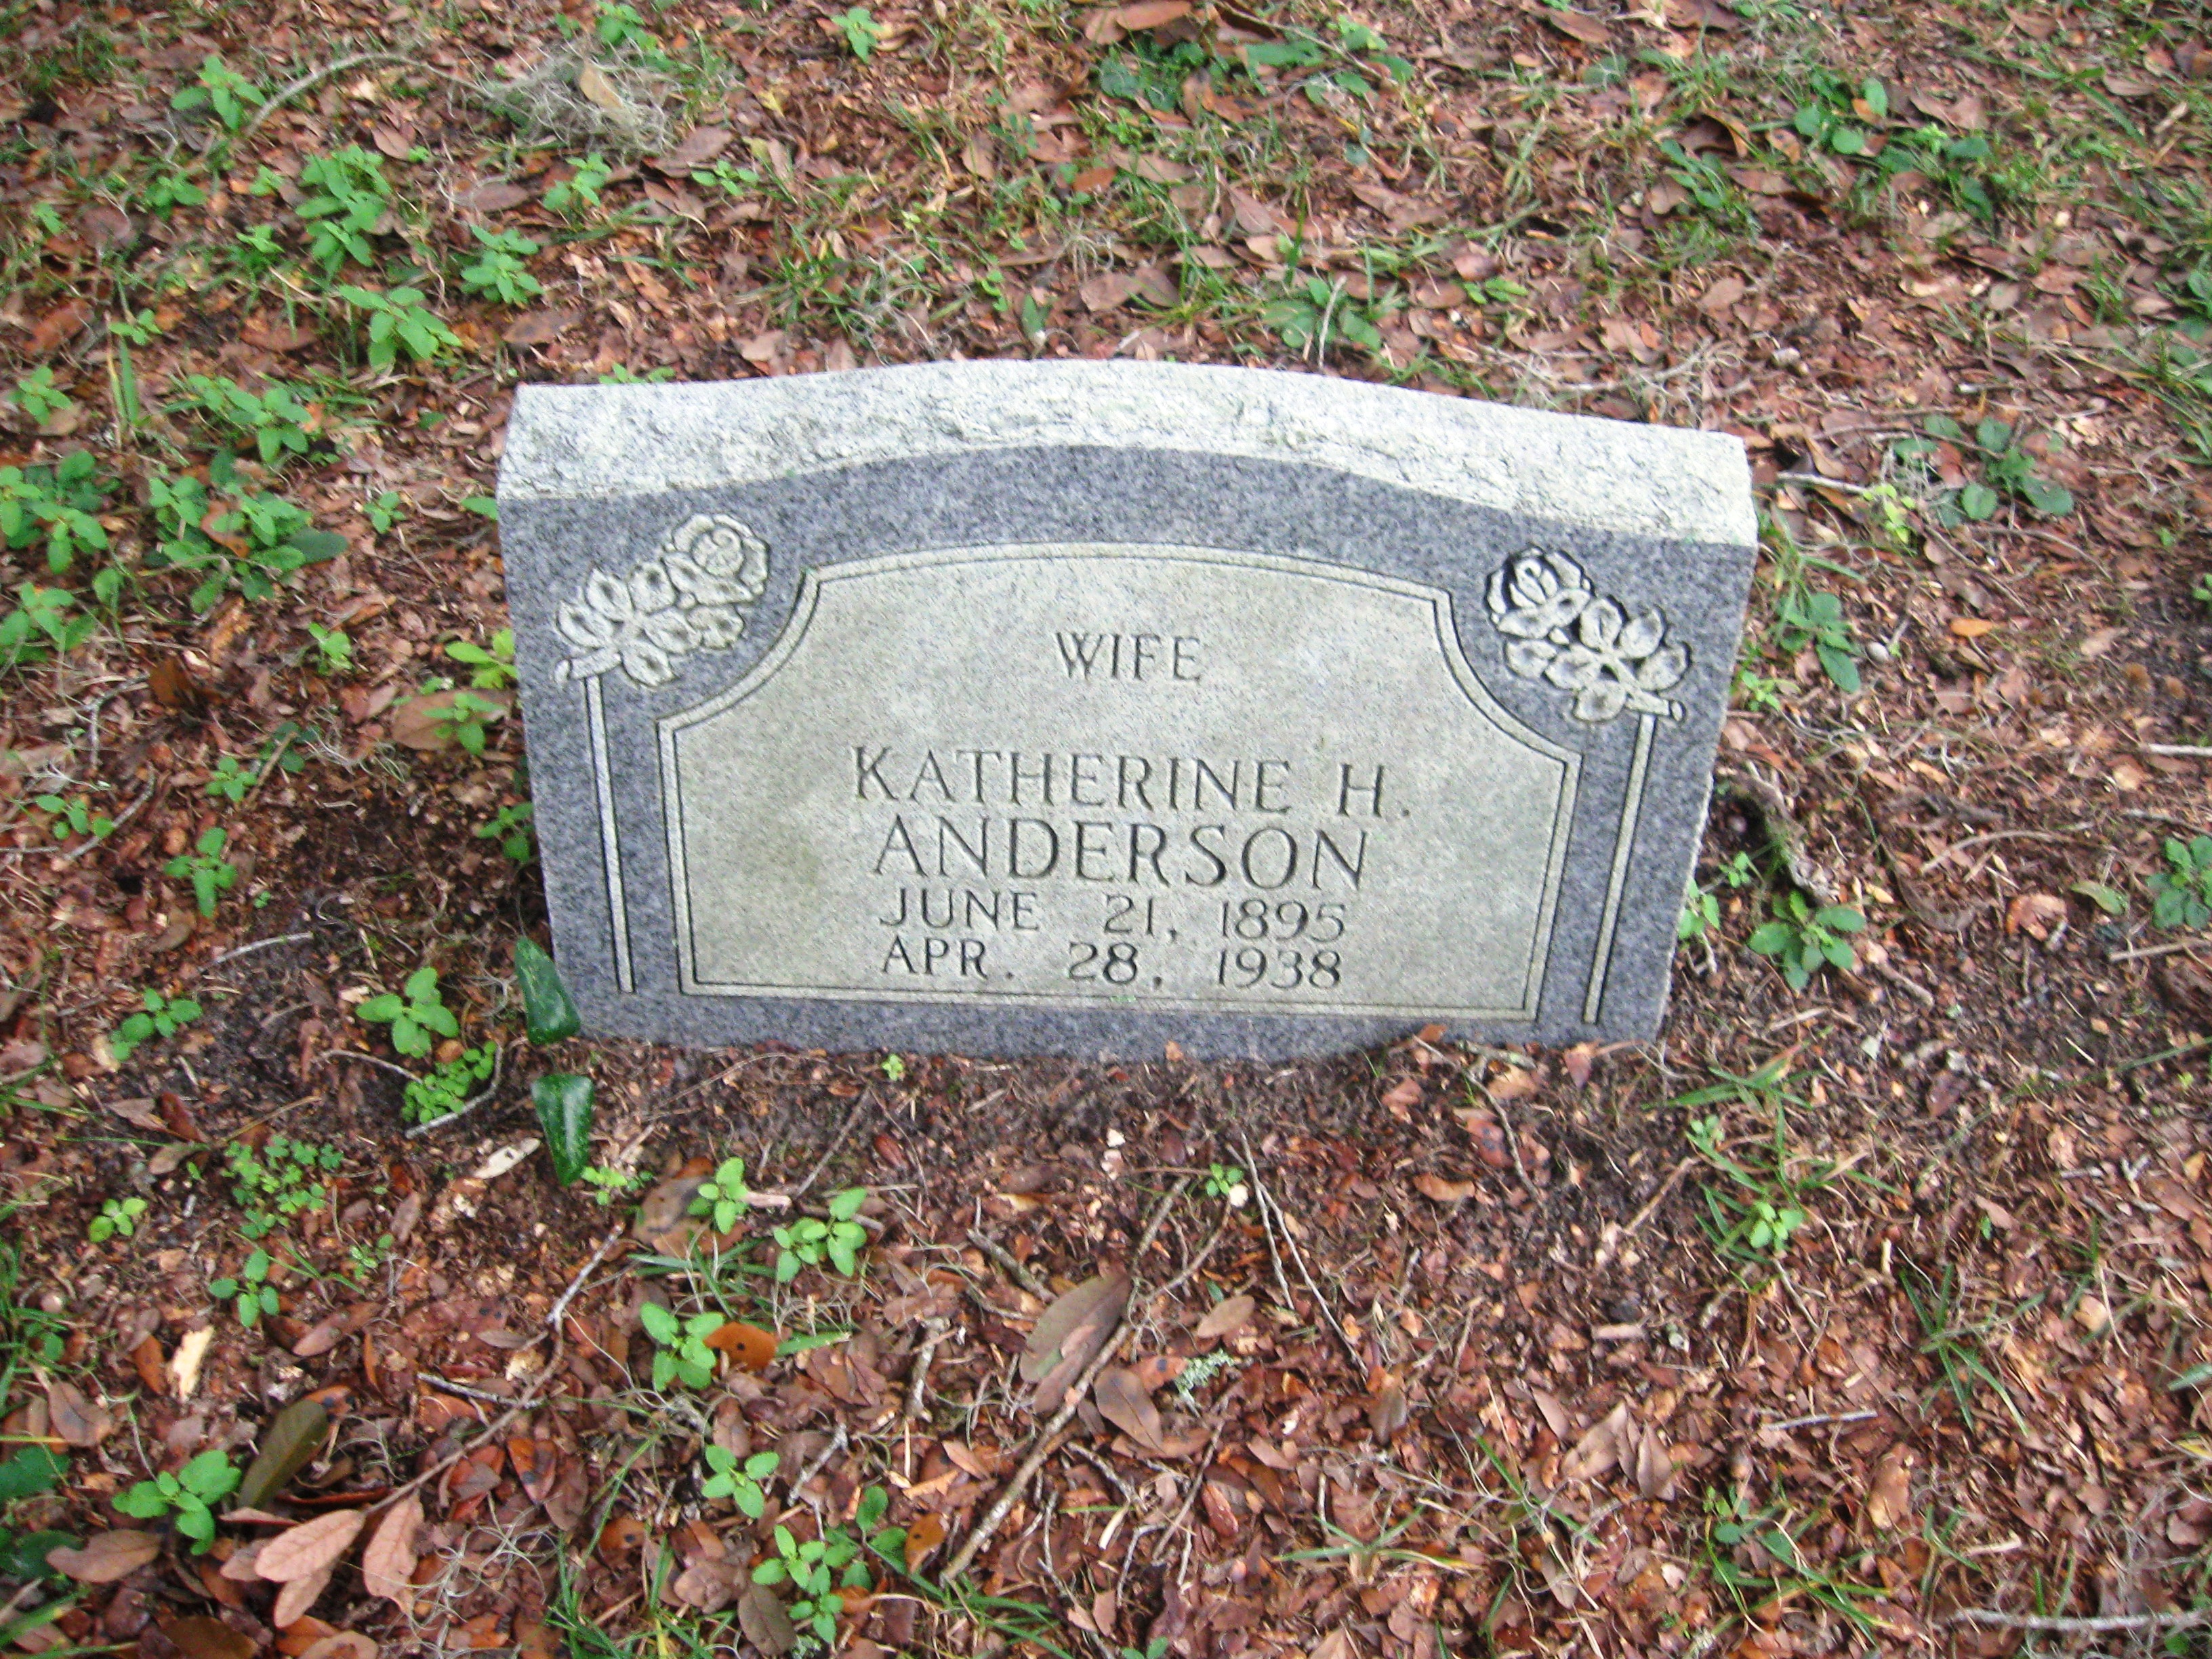 WIFE
KATHERINE H.
ANDERSON
JUNE 21, 1895
APR. 28, 1938